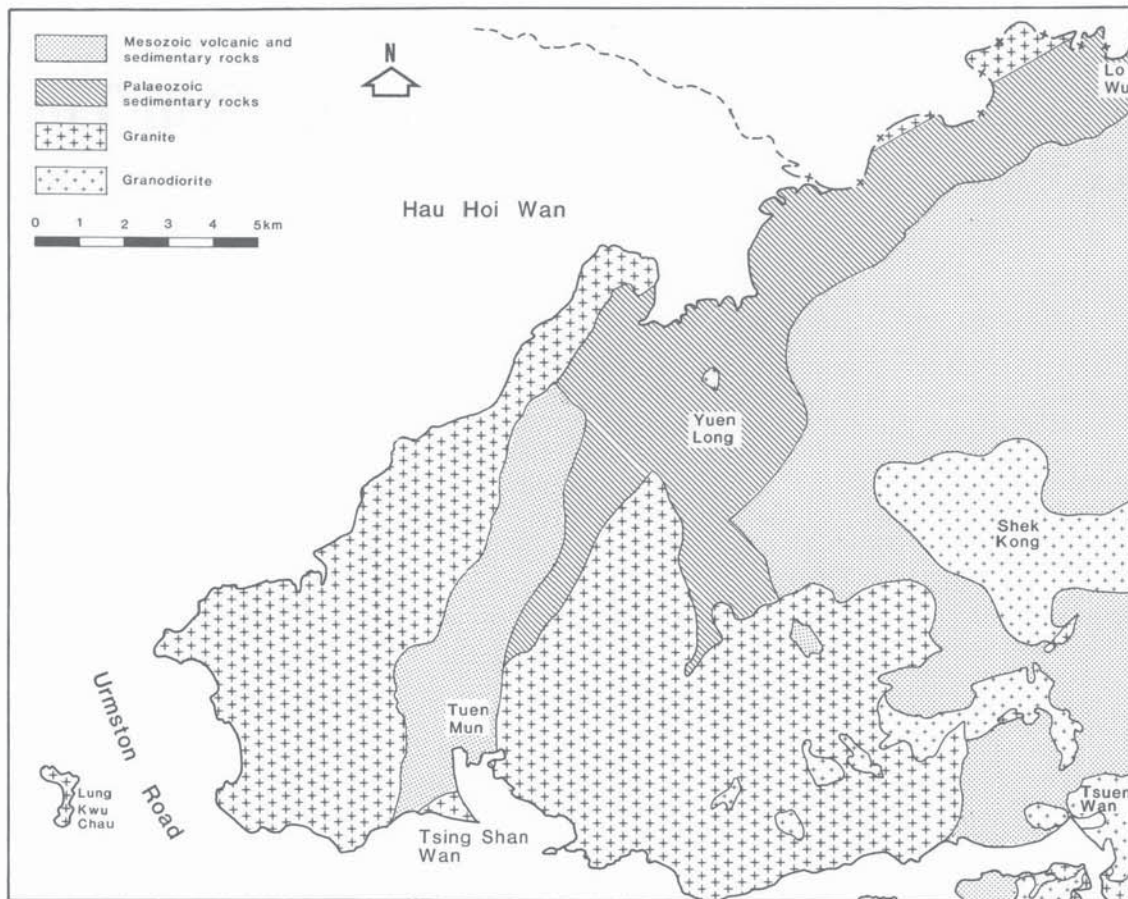 Mesozoic volcanic and
sedimentary rocks
Palaeozoic
sedimentary rocks
Granite
Granodiorite
0 1 2 3 4 5km
N
Lo
Wu
Hau Hoi Wan
Yuen
Long
Shek
Kong
Urmston Road
Tuen
Mun
Lung
Kwu
Chau
Tsuen
Wan
Tsing Shan
Wan